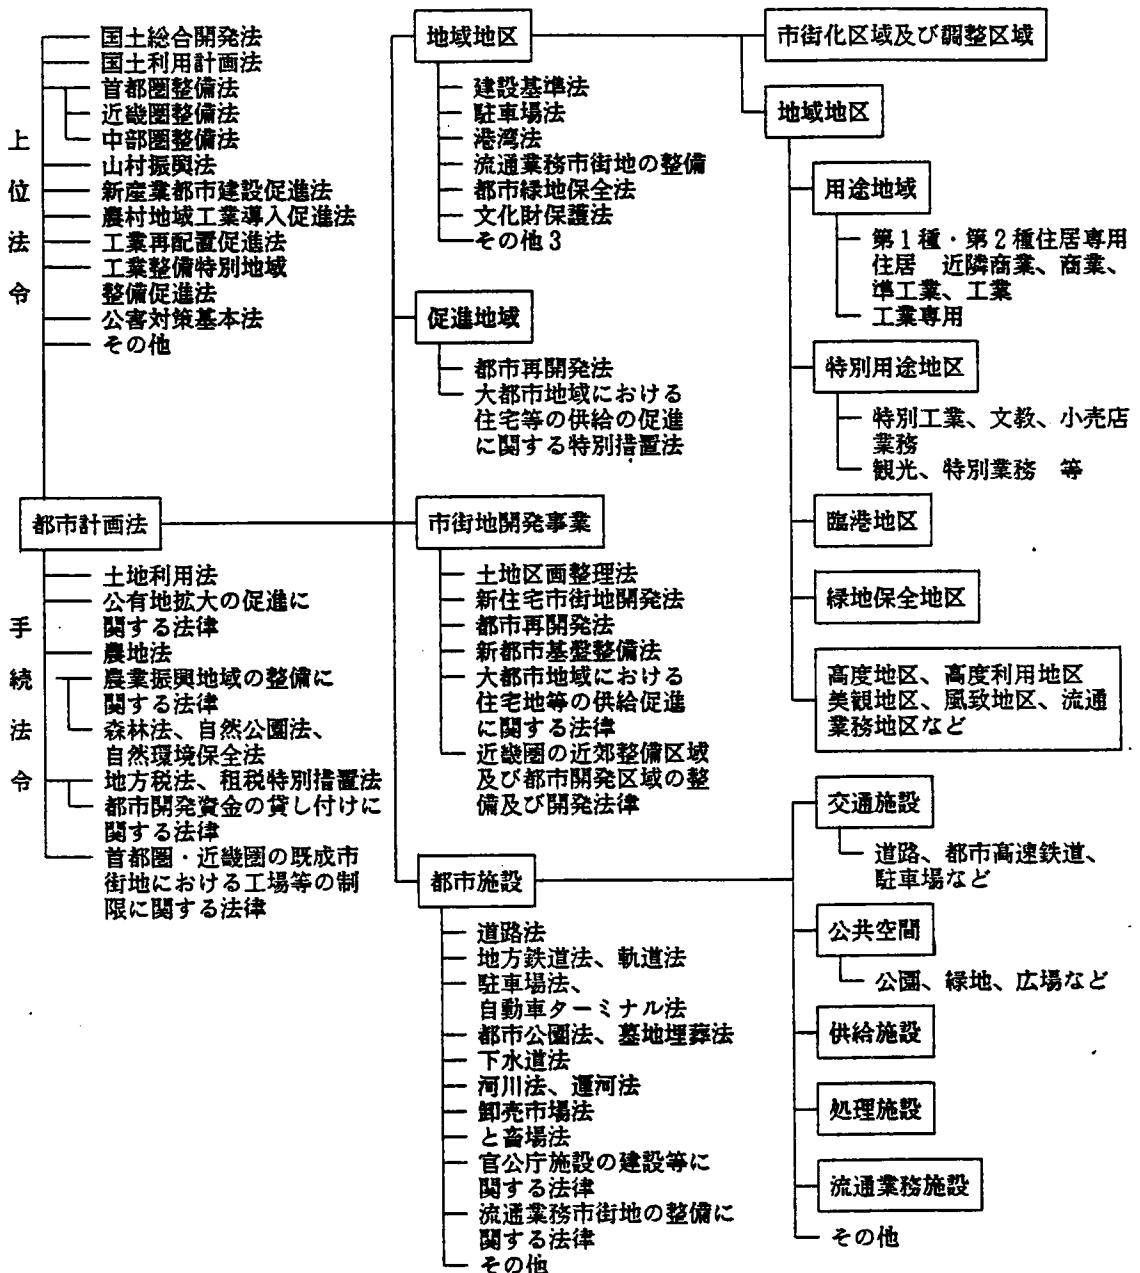 上位法令
国土総合開発法
国土利用計画法
首都圏整備法
近畿圏整備法
中部圏整備法
山村振興法
新産業都市建設促進法
農村地域工業導入促進法
工業再配置促進法
工業整備特別地域
整備促進法
公害対策基本法
その他
都市計画法
手続法令
土地利用法
公有地拡大の促進に
関する法律
農地法
農業振興地域の整備に
関する法律
森林法、自然公園法、
自然環境保全法
地方税法、租税特別措置法
都市開発資金の貸し付けに
関する法律
首都圏・近畿圏の既成市
街地における工場等の制
限に関する法律
地域地区
建設基準法
駐車場法
港湾法
流通業務市街地の整備
都市緑地保全法
文化財保護法
その他3
促進地域
都市再開発法
大都市地域における
住宅等の供給の促進
に関する特別措置法
市街地開発事業
土地区画整理法
新住宅市街地開発法
都市再開発法
新都市基盤整備法
大都市地域における
住宅地等の供給促進
に関する法律
近畿圏の近郊整備区域
及び都市開発区域の整
備及び開発法律
都市施設
道路法
地方鉄道法、軌道法
駐車場法、
自動車ターミナル法
都市公園法、墓地埋葬法
下水道法
河川法、運河法
卸売市場法
と畜場法
官公庁施設の建設等に
関する法律
流通業務市街地の整備に
関する法律
その他
市街化区域及び調整区域
地域地区
用途地域
第1種・第2種住居専用
住居　近隣商業、商業、
準工業、工業
工業専用
特別用途地区
特別工業、文教、小売店
業務
観光、特別業務　等
臨港地区
緑地保全地区
高度地区、高度利用地区
美観地区、風致地区、流通
業務地区など
交通施設
道路、都市高速鉄道、
駐車場など
公共空間
公園、緑地、広場など
供給施設
処理施設
流通業務施設
その他